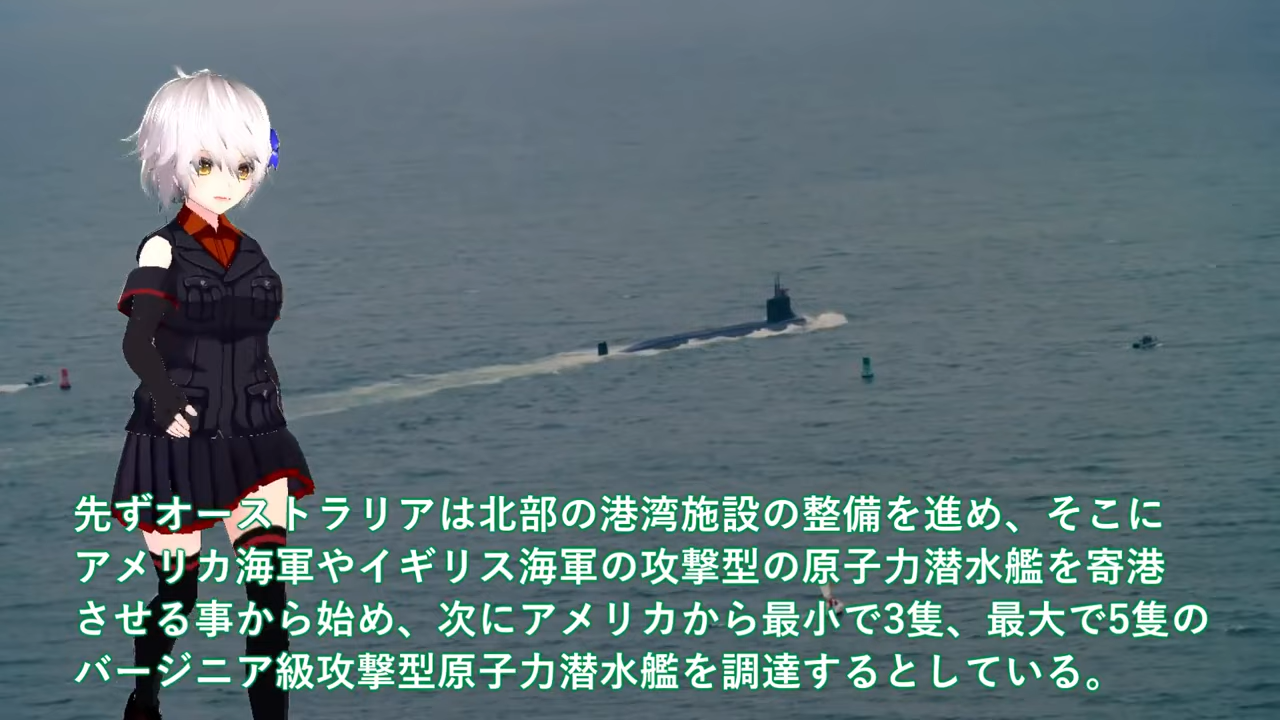 先ずオーストラリアは北部の港湾施設の整備を進め、そこに
アメリカ海軍やイギリス海軍の攻撃型の原子力潜水艦を寄港
させる事から始め、次にアメリカから最小で3隻、最大で5隻の
バージニア級攻撃型原子力潜水艦を調達するとしている。